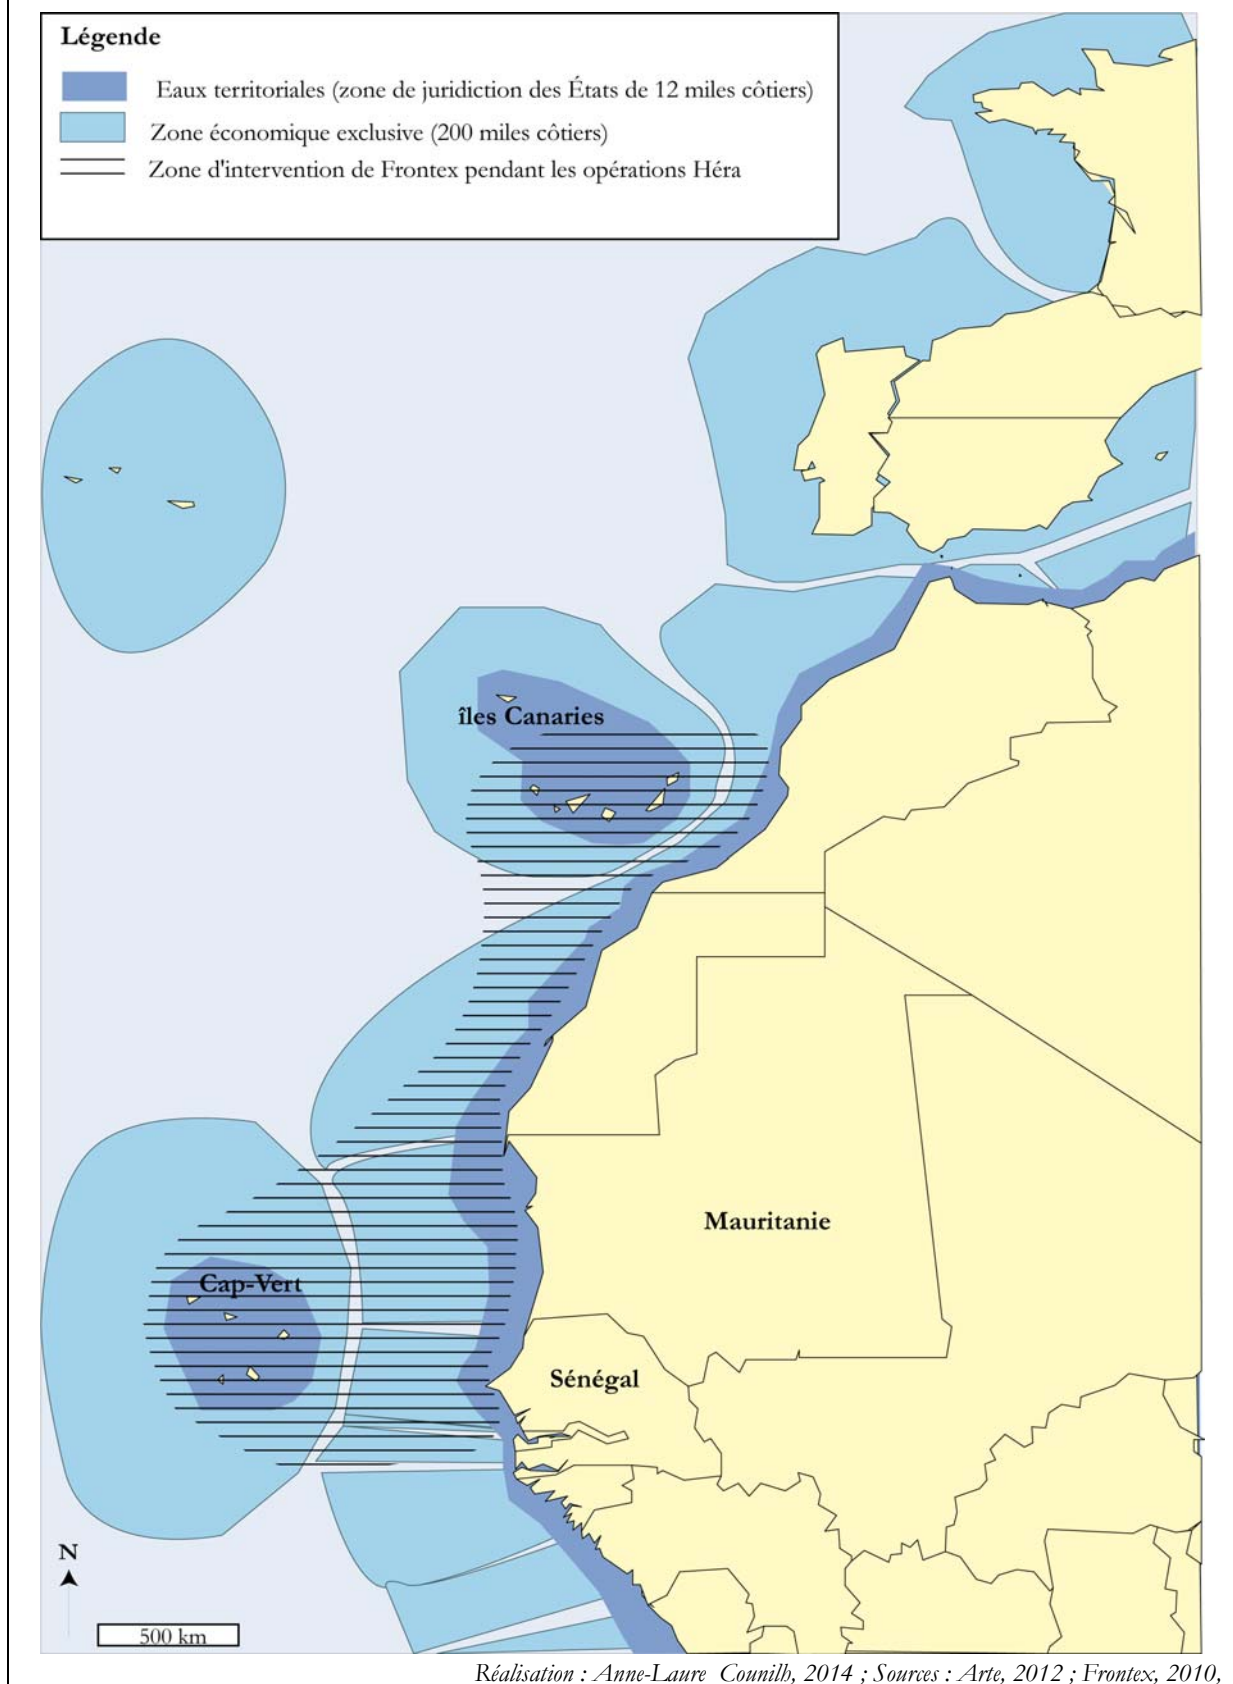 Légende
Eaux territoriales (zone de juridiction des États de 12 miles côtiers)
Zone économique exclusive (200 miles côtiers)
Zone d'intervention de Frontex pendant les opérations Héra
îles Canaries
Mauritanie
Cap-Vert
Sénégal
N
500 km
Réalisation : Anne-Laure Counilh, 2014 ; Sources : Arte, 2012 ; Frontex, 2010,